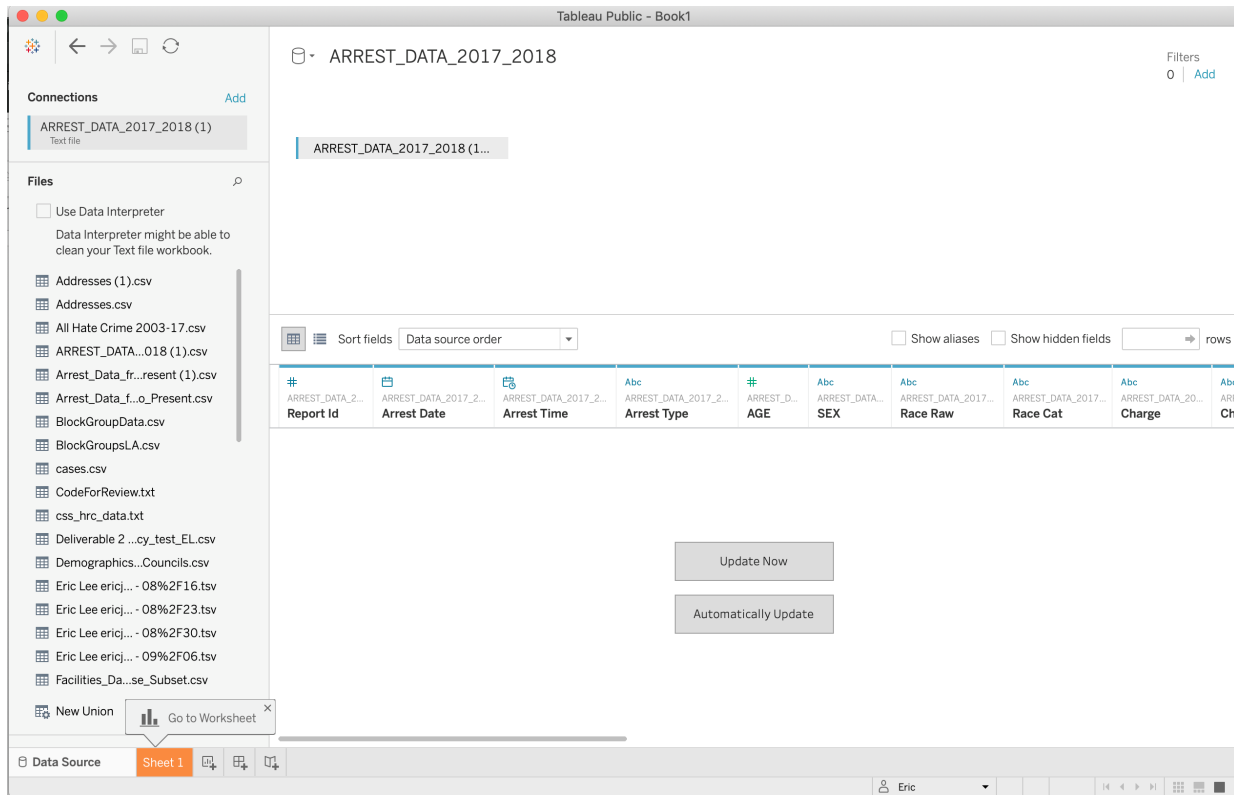 Tableau Public - Book1
ARREST_DATA_2017_2018
Filters
0 Add
Connections Add
ARREST_DATA_2017_2018 (1)
Text file
ARREST_DATA_2017_2018 (1...
Files
Use Data Interpreter
Data Interpreter might be able to
clean your Text file workbook.
Addresses (1).csv
Addresses.csv
All Hate Crime 2003-17.csv
ARREST_DATA...018 (1).csv
Arrest_Data_fr...resent (1).csv
Arrest_Data_f...o_Present.csv
BlockGroupData.csv
BlockGroupsLA.csv
cases.csv
CodeForReview.txt
css_hrc_data.txt
Deliverable 2 ...cy_test_EL.csv
Demographics...Councils.csv
Eric Lee ericj... - 08%2F16.tsv
Eric Lee ericj... - 08%2F23.tsv
Eric Lee ericj... - 08%2F30.tsv
Eric Lee ericj... - 09%2F06.tsv
Facilities_Da...se_Subset.csv
New Union
Go to Worksheet
Sort fields Data source order Show aliases Show hidden fields rows
# Abc # Abc Abc Abc Abc Abc
ARREST_DATA_2... ARREST_DATA_2017_2... ARREST_DATA_2017_2... ARREST_DATA_2017_2... ARREST_D... ARREST_DATA... ARREST_DATA_2017... ARREST_DATA_2017... ARREST_DATA_20... ARR
Report Id Arrest Date Arrest Time Arrest Type AGE SEX Race Raw Race Cat Charge Ch
Update Now
Automatically Update
Data Source Sheet 1
Eric